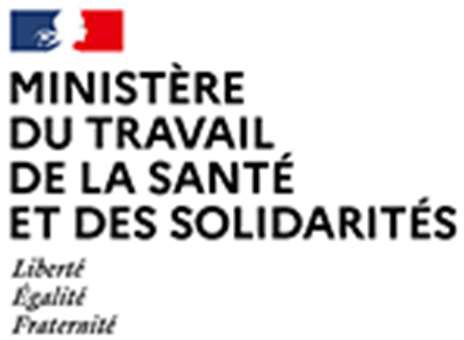 MINISTÈRE
DU TRAVAIL
DE LA SANTÉ
ET DES SOLIDARITÉS
Liberté
Égalité
Fraternité